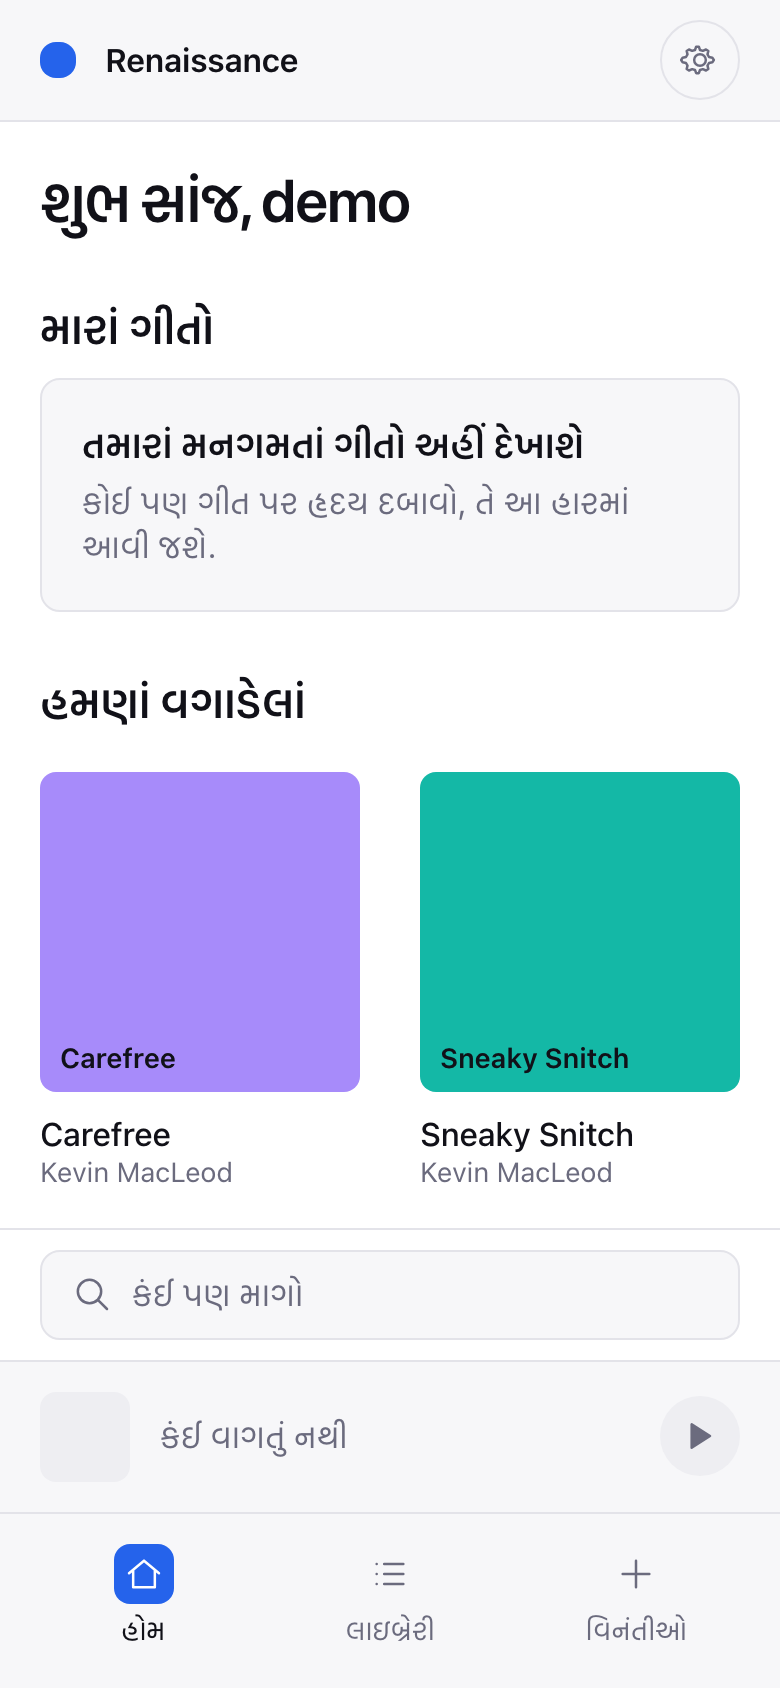 Renaissance
શુભ સાંજ, demo
મારાં ગીતો
તમારાં મનગમતાં ગીતો અહીં દેખાશે
કોઈ પણ ગીત પર હૃદય દબાવો, તે આ હારમાં
આવી જશે.
હમણાં વગાડેલાં
Carefree
Sneaky Snitch
Carefree
Sneaky Snitch
Kevin MacLeod
Kevin MacLeod
કંઈ પણ માગો
કંઈ વાગતું નથી
હોમ
લાઇબ્રેરી
વિનંતીઓ